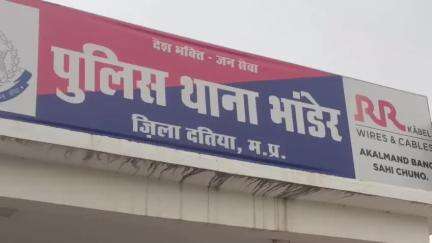 देश भक्ति - जन सेवा
पुलिस थाना भांडेर
ज़िला दतिया, म.प्र.
RR KABEL
WIRES & CABLES
AKALMAND BANO
SAHI CHUNO.